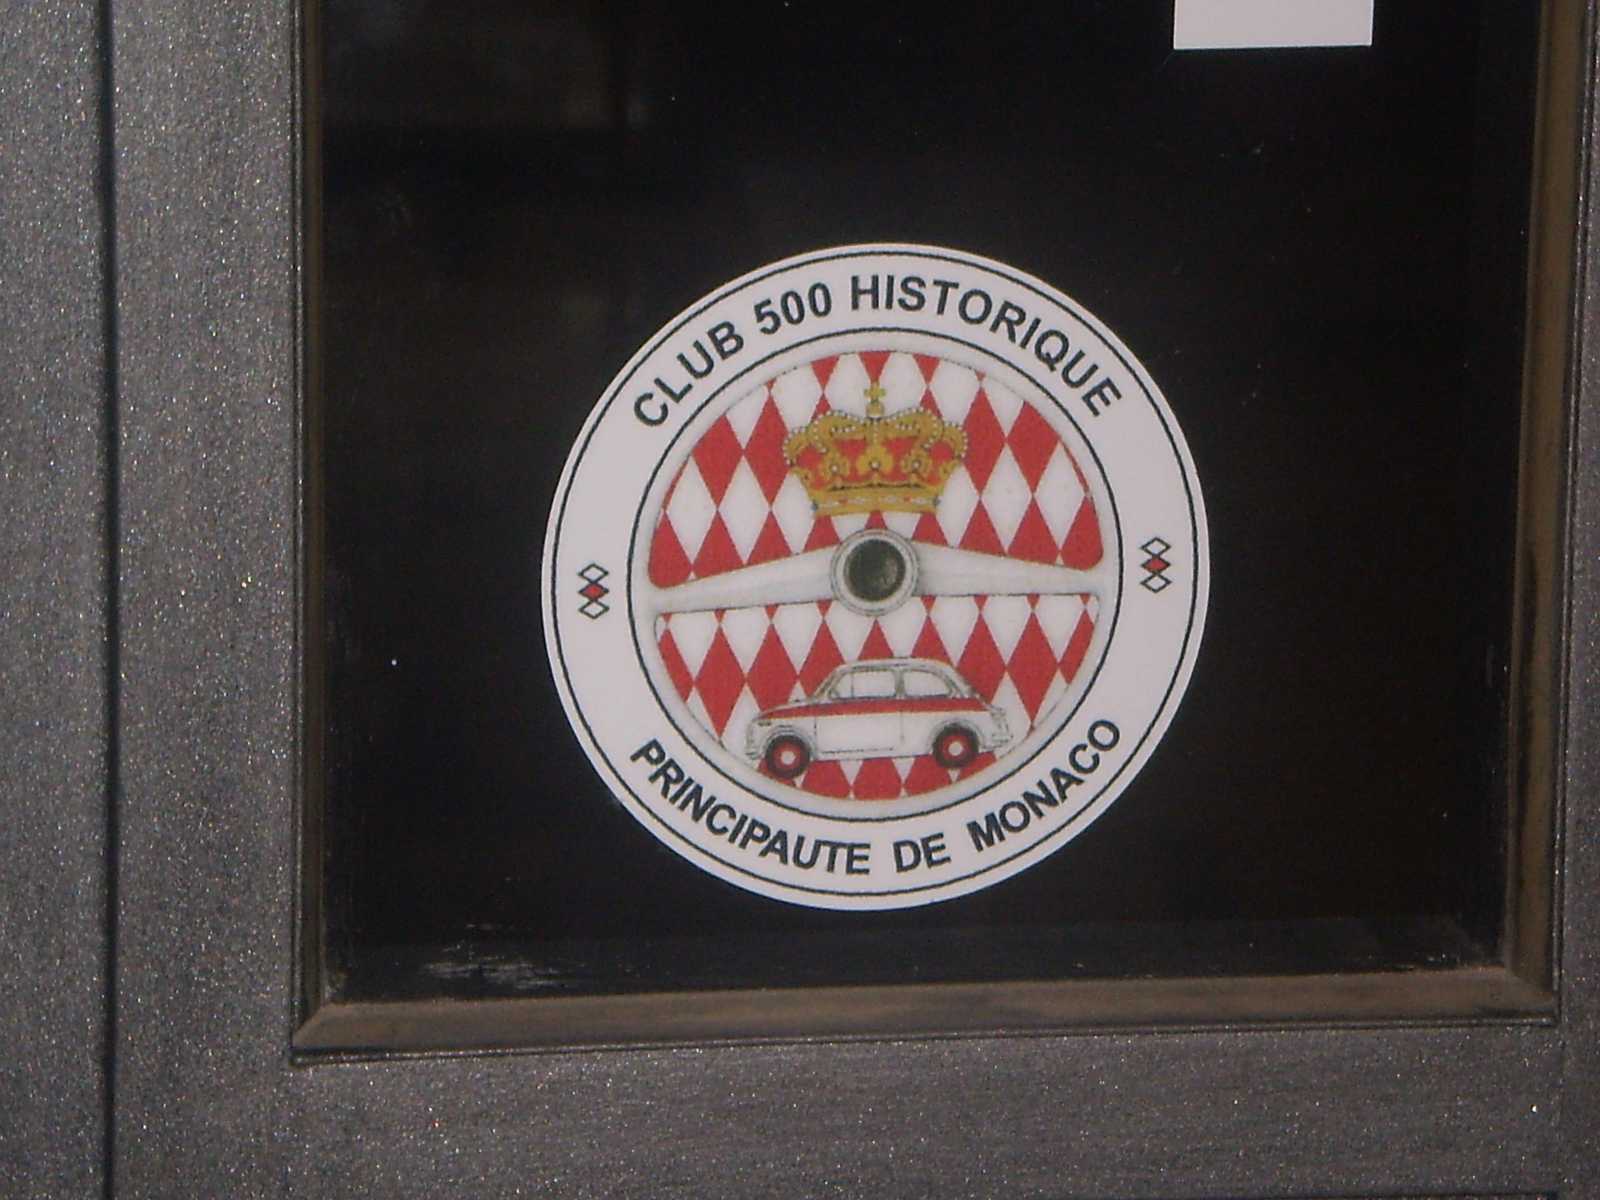 CLUB 500 HISTORIQUE
PRINCIPAUTE DE MONACO